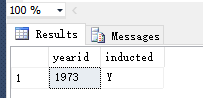 100 %
Results Messages
yearid inducted
1 1973 Y